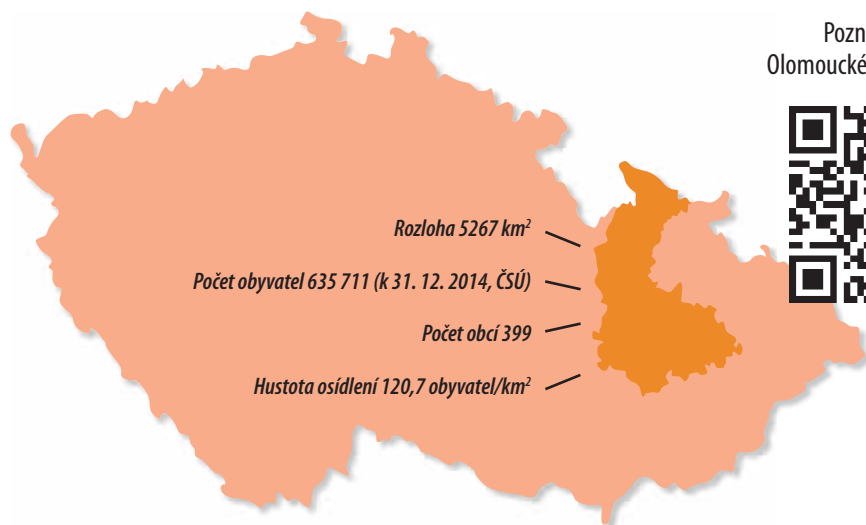 Pozn
Olomoucké
Rozloha 5267 km²
Počet obyvatel 635 711 (k 31. 12. 2014, ČSÚ)
Počet obcí 399
Hustota osídlení 120,7 obyvatel/km²